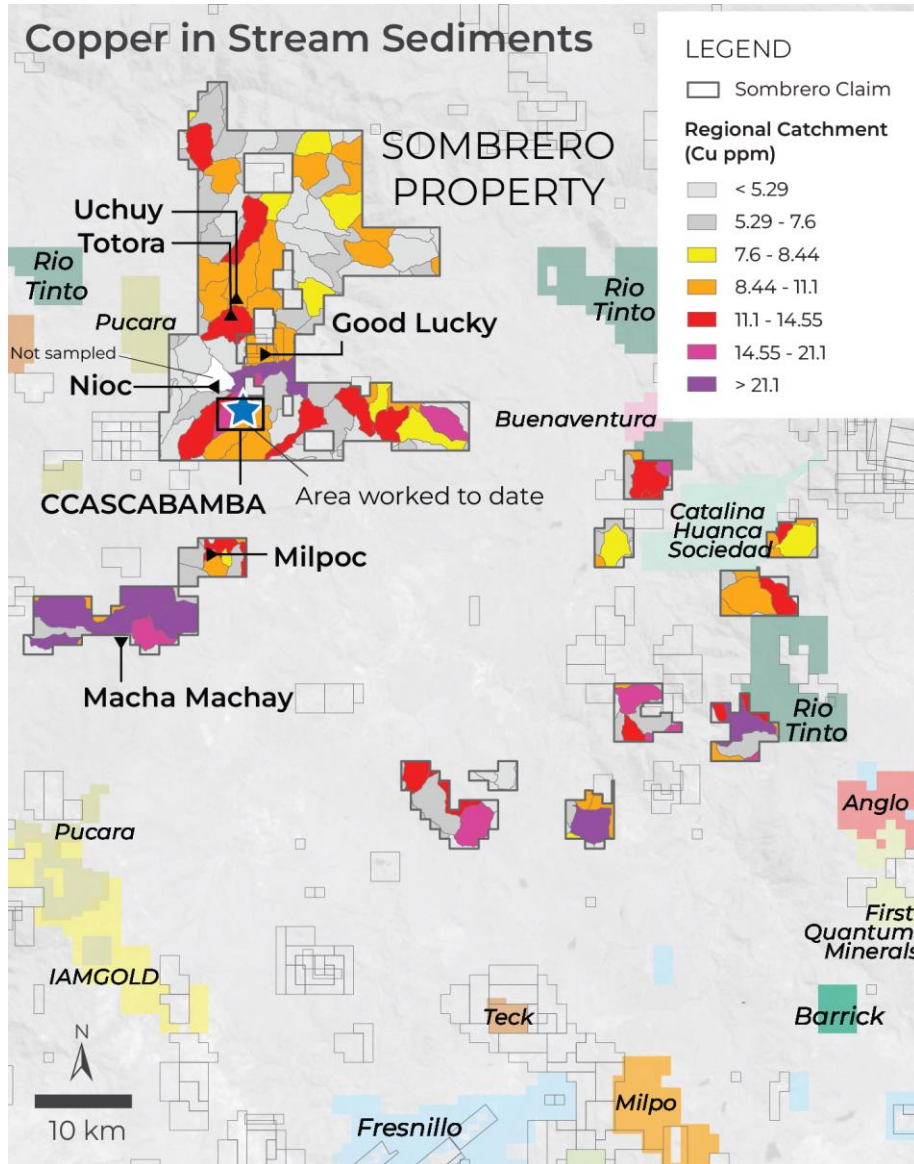 Copper in Stream Sediments
LEGEND
Sombrero Claim
Regional Catchment
(Cu ppm)
< 5.29
5.29 - 7.6
7.6 - 8.44
8.44 - 11.1
11.1 - 14.55
14.55 - 21.1
> 21.1
SOMBRERO
PROPERTY
Uchuy
Totora
Rio
Tinto
Pucara
Rio
Tinto
Good Lucky
Not sampled
Nioc
Buenaventura
CCASCABAMBA
Area worked to date
Catalina
Huanca
Sociedad
Milpoc
Macha Machay
Rio
Tinto
Anglo
Pucara
First
Quantum
Minerals
IAMGOLD
Teck
Barrick
N
10 km
Fresnillo
Milpo